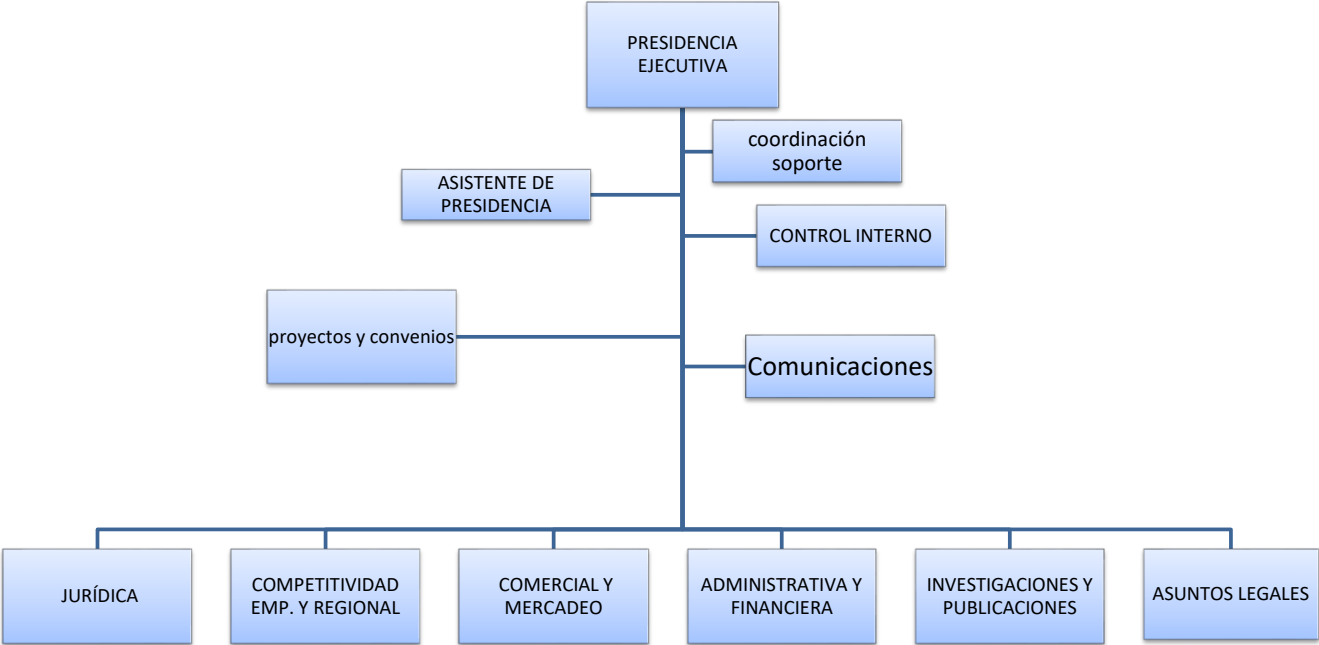 PRESIDENCIA
EJECUTIVA
coordinación
soporte
ASISTENTE DE
PRESIDENCIA
CONTROL INTERNO
proyectos y convenios
Comunicaciones
JURÍDICA
COMPETITIVIDAD
EMP. Y REGIONAL
COMERCIAL Y
MERCADEO
ADMINISTRATIVA Y
FINANCIERA
INVESTIGACIONES Y
PUBLICACIONES
ASUNTOS LEGALES